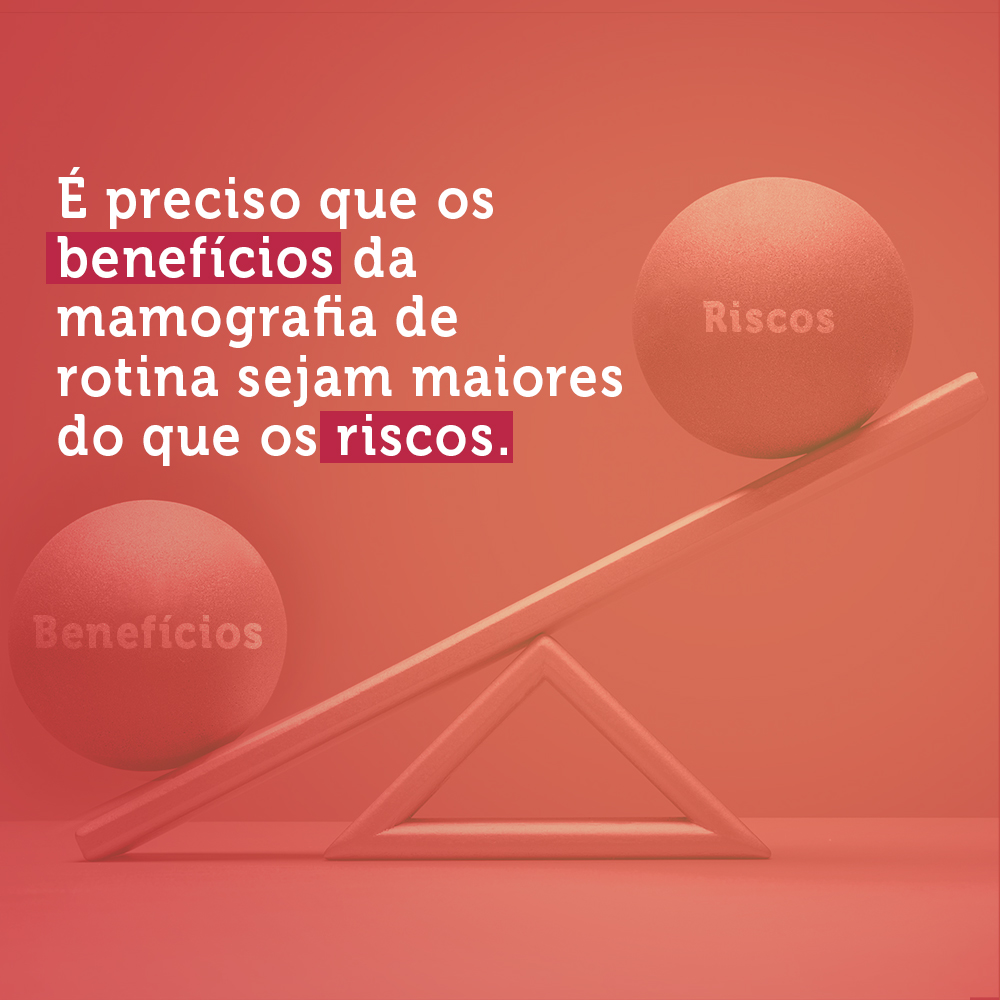 É preciso que os
benefícios da
mamografia de
rotina sejam maiores
do que os riscos.
Riscos
Benefícios